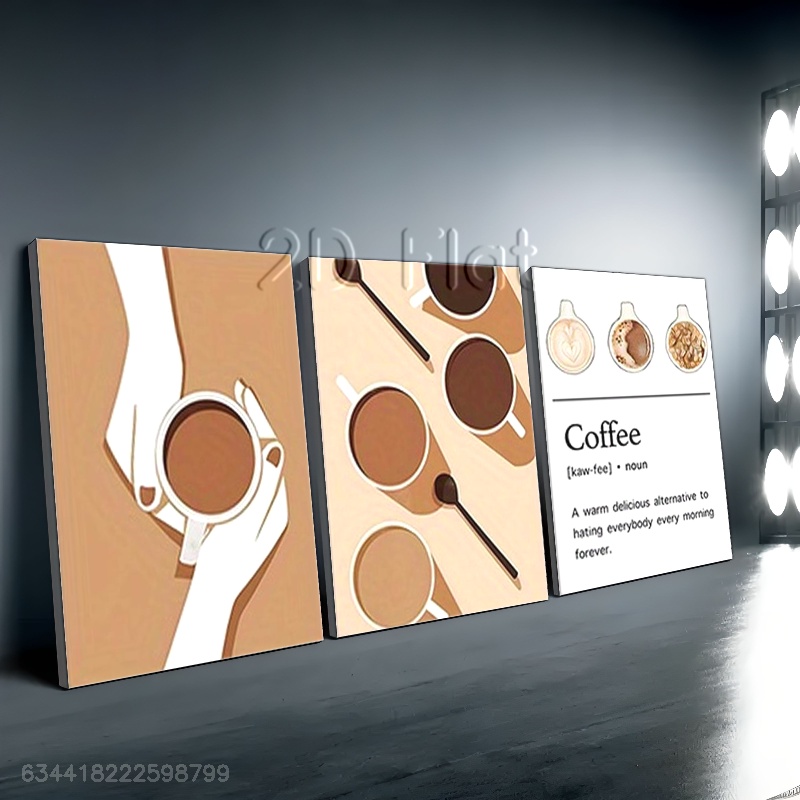 2D Flat
Coffee
[kaw-fee] • noun
A warm delicious alternative to
hating everybody every morning
forever.
634418222598799